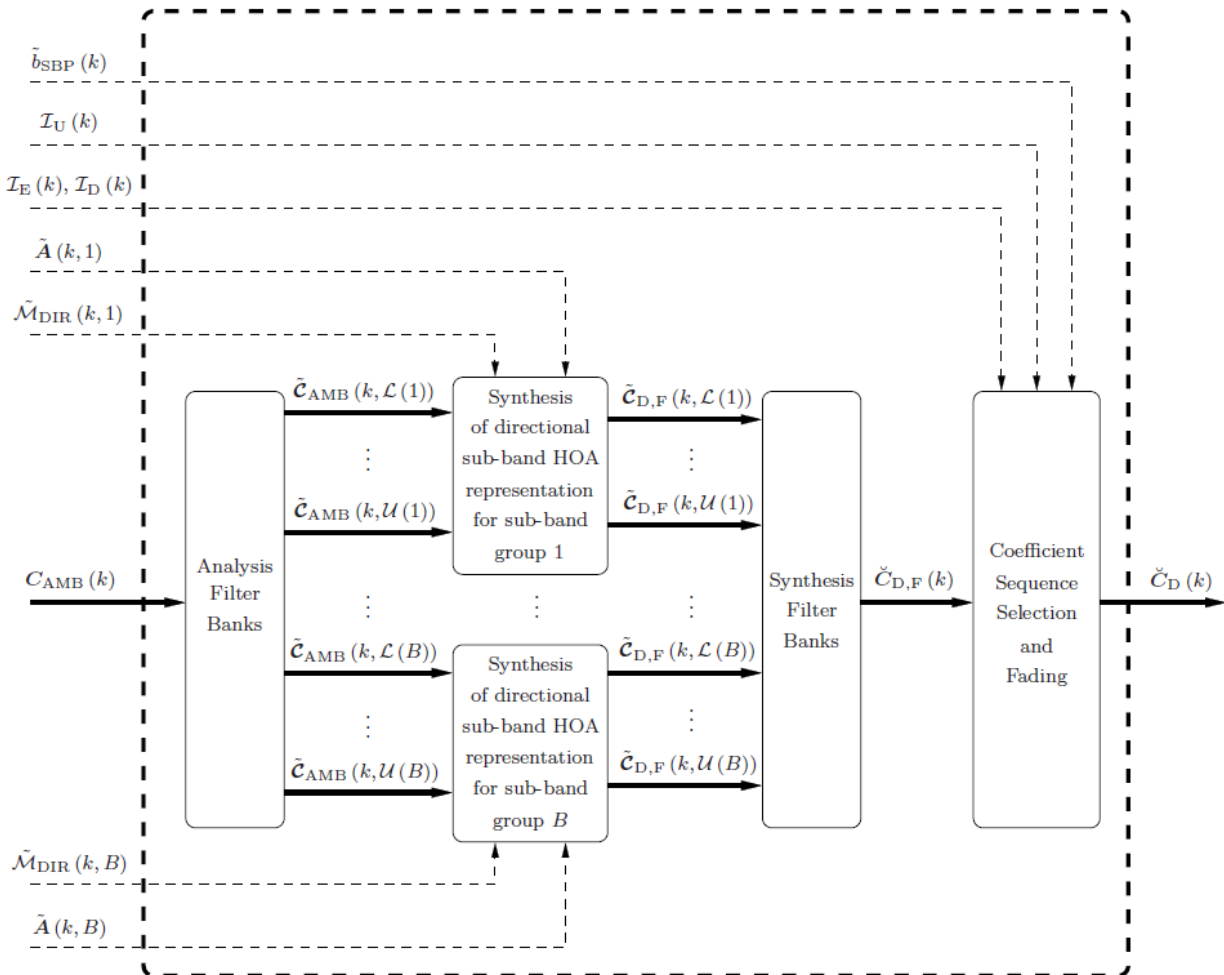 b̃_SBP (k)
ℐ_U (k)
ℐ_E (k), ℐ_D (k)
Ã (k, 1)
ℳ̃_DIR (k, 1)
C̃_AMB (k, ℒ (1))
⋮
C̃_AMB (k, 𝒰 (1))
Synthesis
of directional
sub-band HOA
representation
for sub-band
group 1
C̃_D,F (k, ℒ (1))
⋮
C̃_D,F (k, 𝒰 (1))
C_AMB (k)
Analysis
Filter
Banks
⋮
⋮
⋮
Synthesis
Filter
Banks
C̆_D,F (k)
Coefficient
Sequence
Selection
and
Fading
C̆_D (k)
C̃_AMB (k, ℒ (B))
⋮
C̃_AMB (k, 𝒰 (B))
Synthesis
of directional
sub-band HOA
representation
for sub-band
group B
C̃_D,F (k, ℒ (B))
⋮
C̃_D,F (k, 𝒰 (B))
ℳ̃_DIR (k, B)
Ã (k, B)